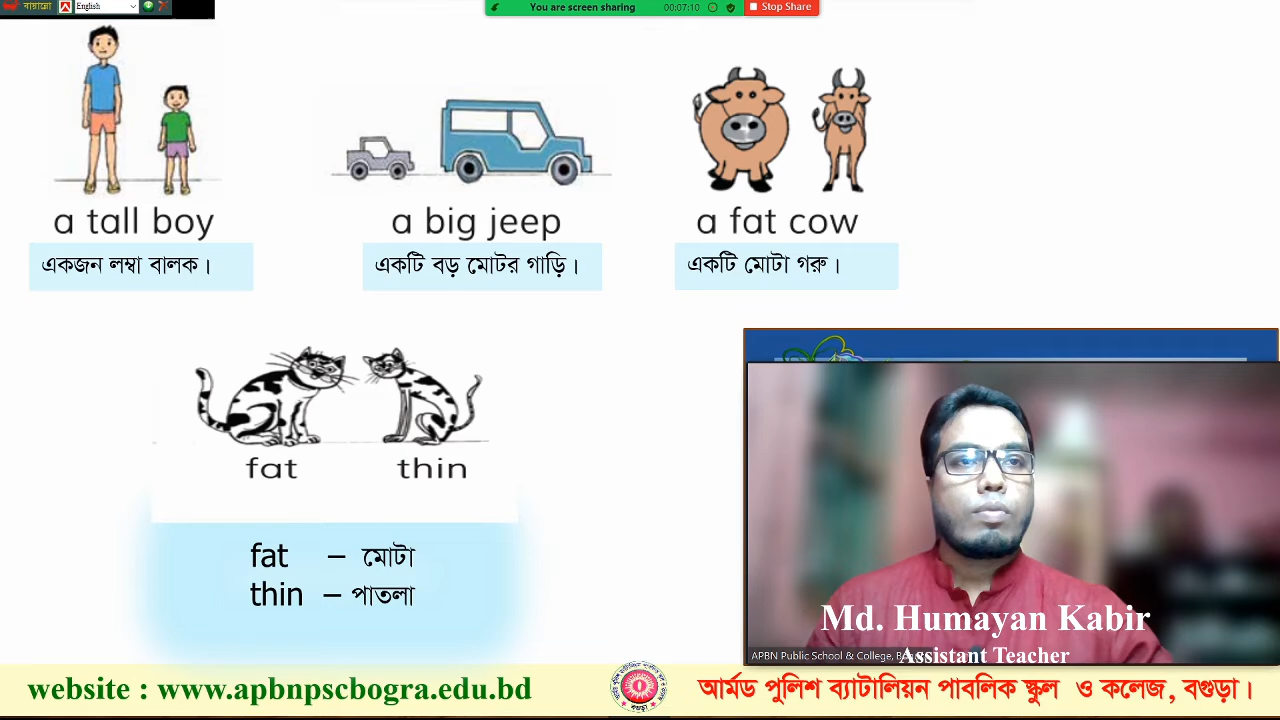 বায়ান্নো
English
You are screen sharing
00:07:10
Stop Share
a tall boy
a big jeep
a fat cow
একজন লম্বা বালক।
একটি বড় মোটর গাড়ি।
একটি মোটা গরু।
fat
thin
fat – মোটা
thin – পাতলা
Md. Humayan Kabir
Assistant Teacher
APBN Public School & College,
website : www.apbnpscbogra.edu.bd
আর্মড পুলিশ ব্যাটালিয়ন পাবলিক স্কুল ও কলেজ, বগুড়া।